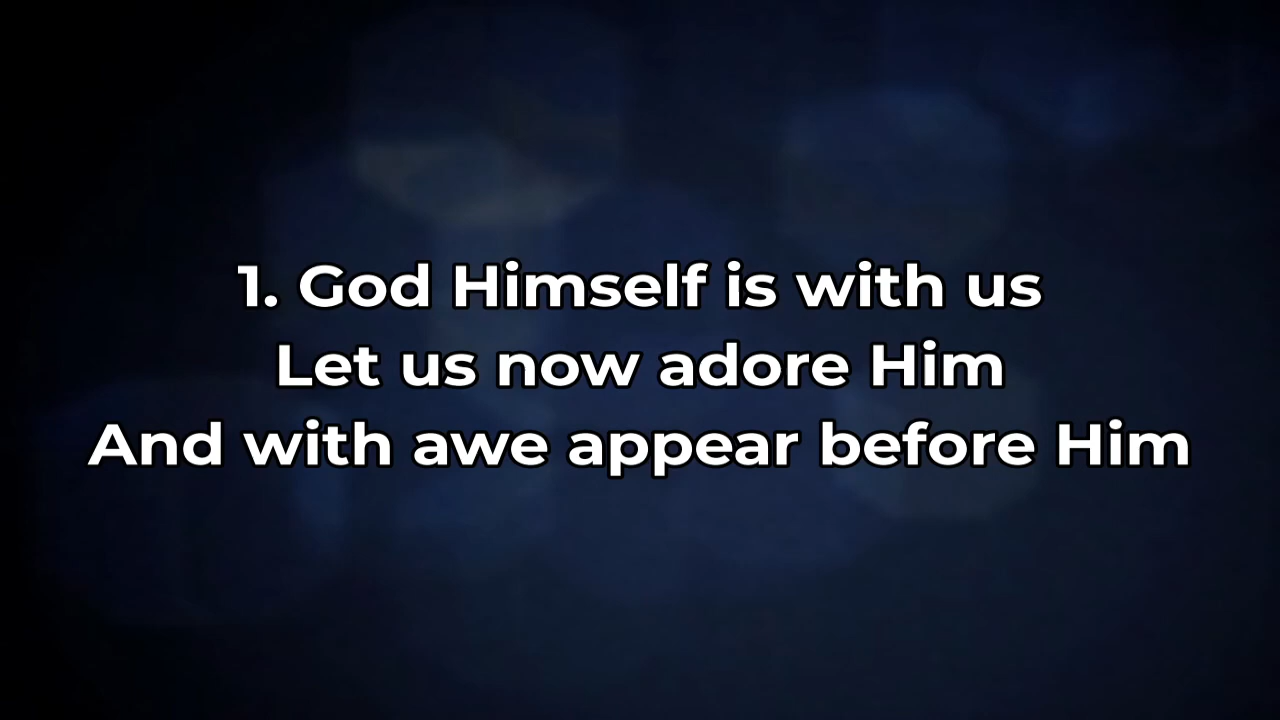 1. God Himself is with us
Let us now adore Him
And with awe appear before Him